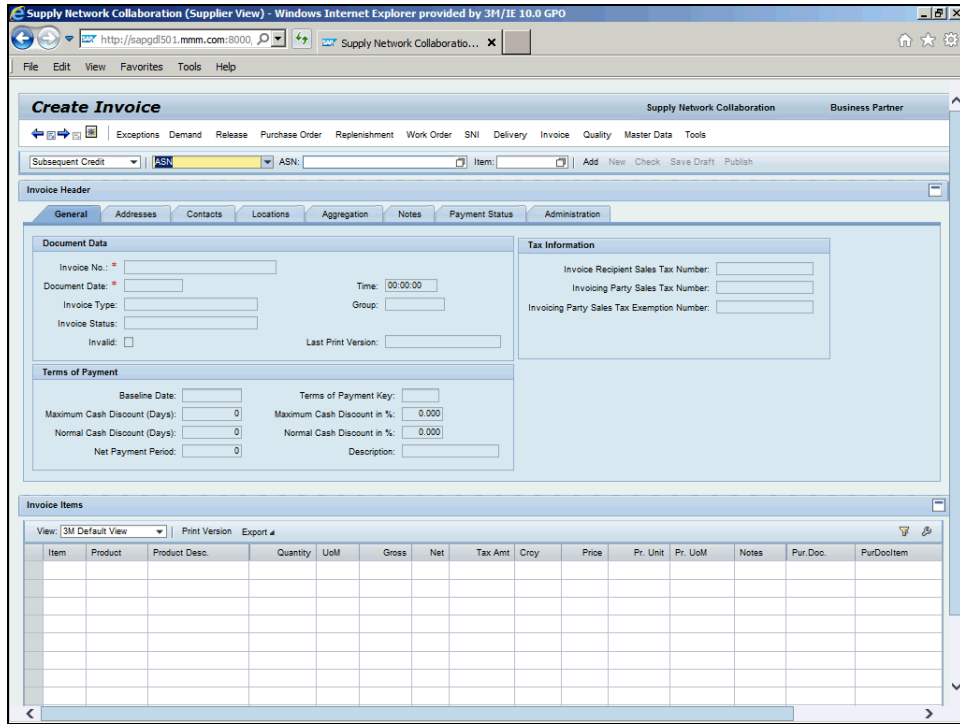 Supply Network Collaboration (Supplier View) - Windows Internet Explorer provided by 3M/IE 10.0 GPO
http://sapgdl501.mmm.com:8000, Supply Network Collaboratio... X
File Edit View Favorites Tools Help
Create Invoice Supply Network Collaboration Business Partner
Exceptions Demand Release Purchase Order Replenishment Work Order SNI Delivery Invoice Quality Master Data Tools
Subsequent Credit ASN ASN: Item: Add New Check Save Draft Publish
Invoice Header
General Addresses Contacts Locations Aggregation Notes Payment Status Administration
Document Data
Invoice No.: *
Document Date: * Time: 00:00:00
Invoice Type: Group:
Invoice Status:
Invalid: Last Print Version:
Tax Information
Invoice Recipient Sales Tax Number:
Invoicing Party Sales Tax Number:
Invoicing Party Sales Tax Exemption Number:
Terms of Payment
Baseline Date: Terms of Payment Key:
Maximum Cash Discount (Days): 0 Maximum Cash Discount in %: 0.000
Normal Cash Discount (Days): 0 Normal Cash Discount in %: 0.000
Net Payment Period: 0 Description:
Invoice Items
View: 3M Default View Print Version Export
Item Product Product Desc. Quantity UoM Gross Net Tax Amt Crcy Price Pr. Unit Pr. UoM Notes Pur.Doc. PurDocItem